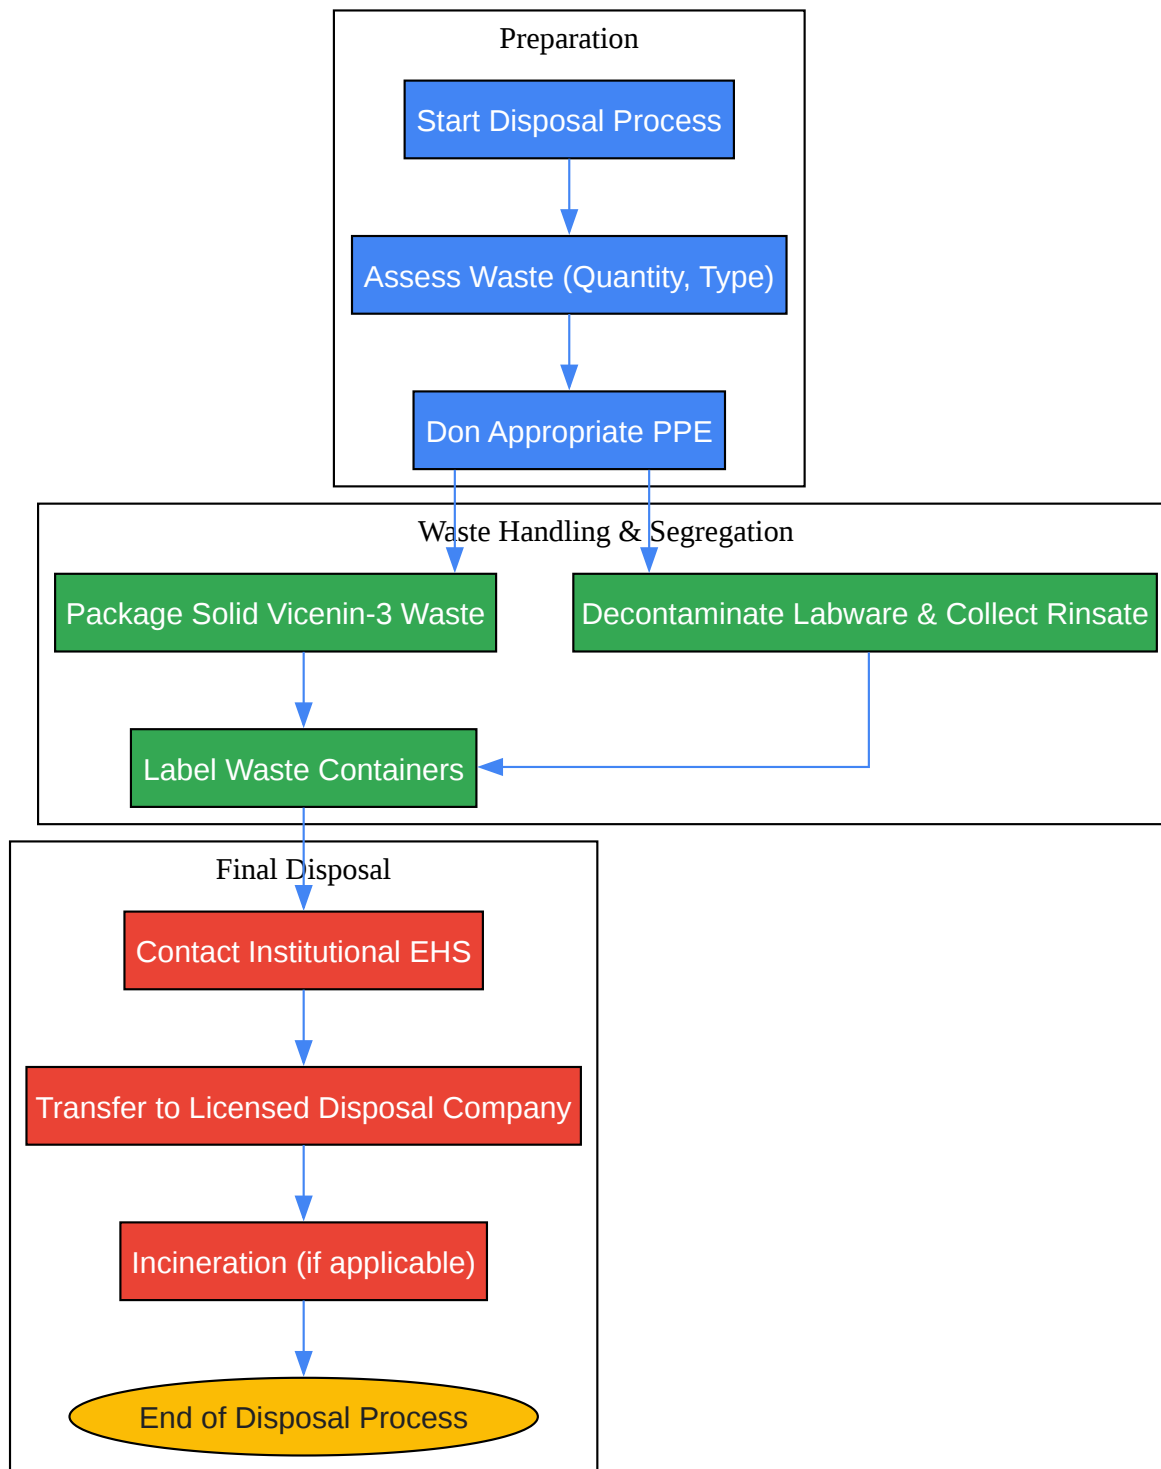 Preparation
Start Disposal Process
Assess Waste (Quantity, Type)
Don Appropriate PPE
Waste Handling & Segregation
Package Solid Vicenin-3 Waste
Decontaminate Labware & Collect Rinsate
Label Waste Containers
Final Disposal
Contact Institutional EHS
Transfer to Licensed Disposal Company
Incineration (if applicable)
End of Disposal Process